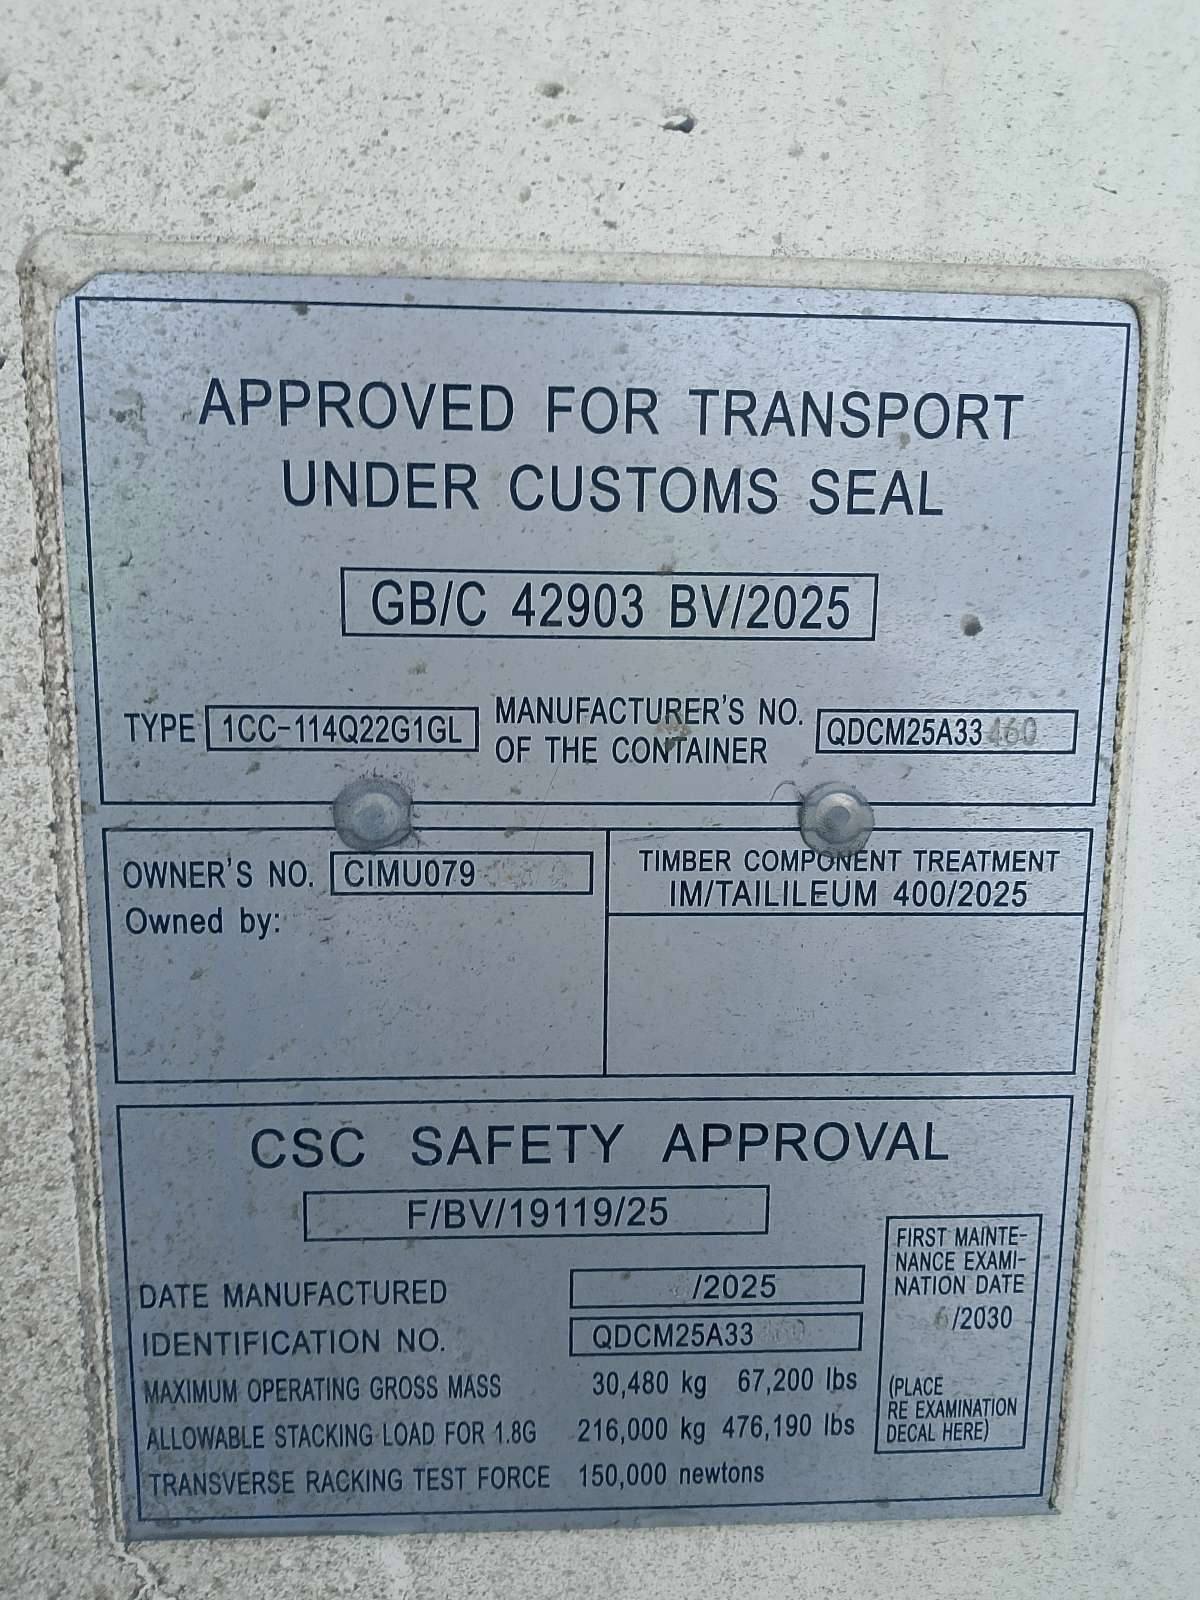 APPROVED FOR TRANSPORT
UNDER CUSTOMS SEAL
GB/C 42903 BV/2025
TYPE 1CC-114Q22G1GL
MANUFACTURER'S NO.
OF THE CONTAINER
QDCM25A33460
OWNER'S NO. CIMU079
Owned by:
TIMBER COMPONENT TREATMENT
IM/TAILILEUM 400/2025
CSC SAFETY APPROVAL
F/BV/19119/25
DATE MANUFACTURED /2025
IDENTIFICATION NO. QDCM25A33
MAXIMUM OPERATING GROSS MASS 30,480 kg 67,200 lbs
ALLOWABLE STACKING LOAD FOR 1.8G 216,000 kg 476,190 lbs
TRANSVERSE RACKING TEST FORCE 150,000 newtons
FIRST MAINTE-
NANCE EXAMI-
NATION DATE
6/2030
(PLACE
RE EXAMINATION
DECAL HERE)